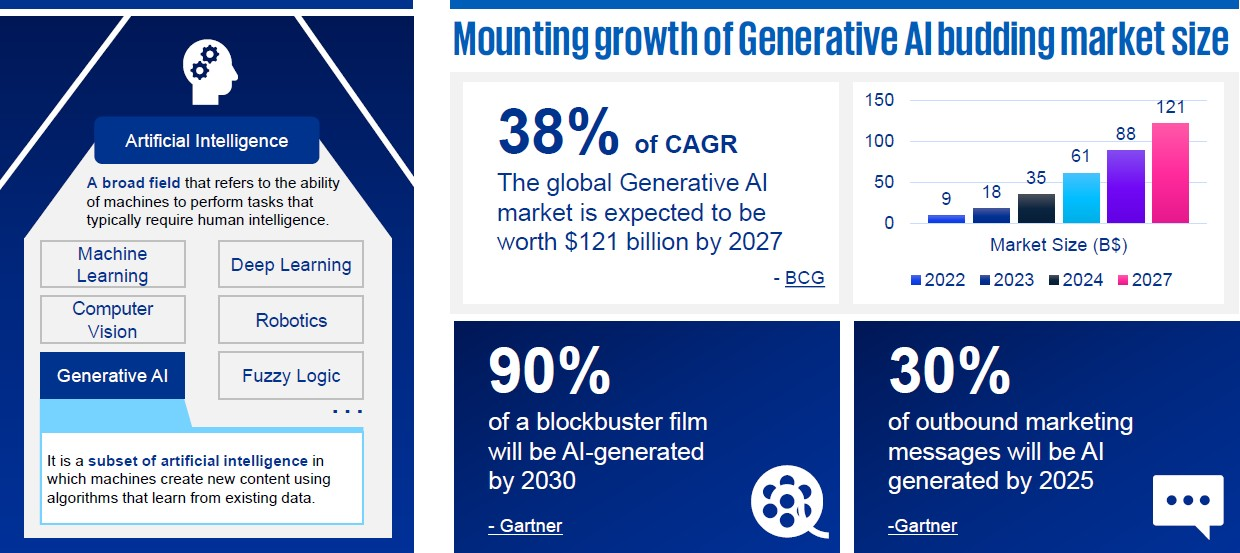 Artificial Intelligence
A broad field that refers to the ability
of machines to perform tasks that
typically require human intelligence.
Machine
Learning
Deep Learning
Computer
Vision
Robotics
Generative AI
Fuzzy Logic
...
It is a subset of artificial intelligence in
which machines create new content using
algorithms that learn from existing data.
Mounting growth of Generative AI budding market size
38% of CAGR
The global Generative AI
market is expected to be
worth $121 billion by 2027
- BCG
150
100
50
0
9
18
35
61
88
121
Market Size (B$)
2022
2023
2024
2027
90%
of a blockbuster film
will be AI-generated
by 2030
- Gartner
30%
of outbound marketing
messages will be AI
generated by 2025
-Gartner